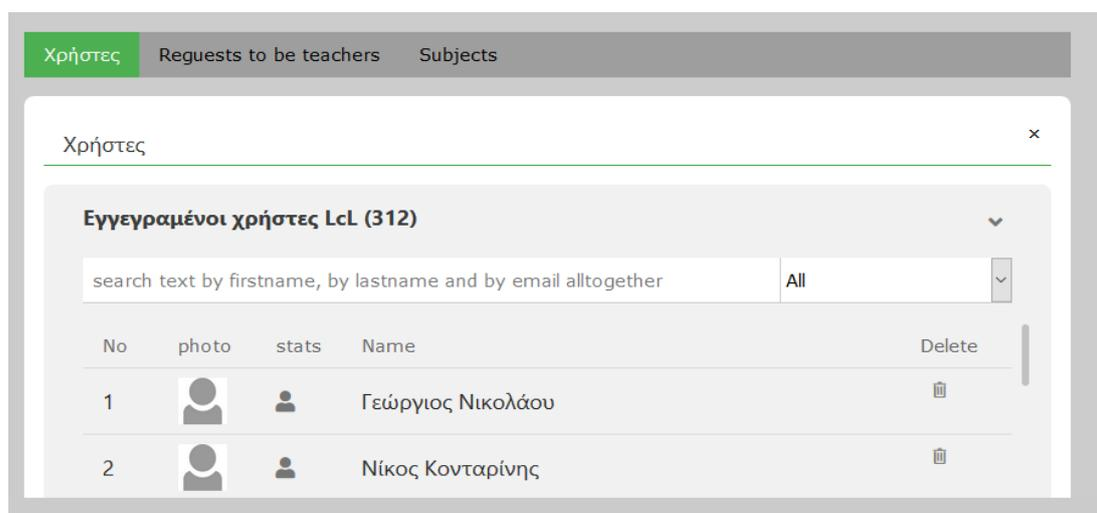 Χρήστες Reguests to be teachers Subjects
Χρήστες ×
Εγγεγραμένοι χρήστες LcL (312)
search text by firstname, by lastname and by email alltogether All
No photo stats Name Delete
1 Γεώργιος Νικολάου
2 Νίκος Κονταρίνης